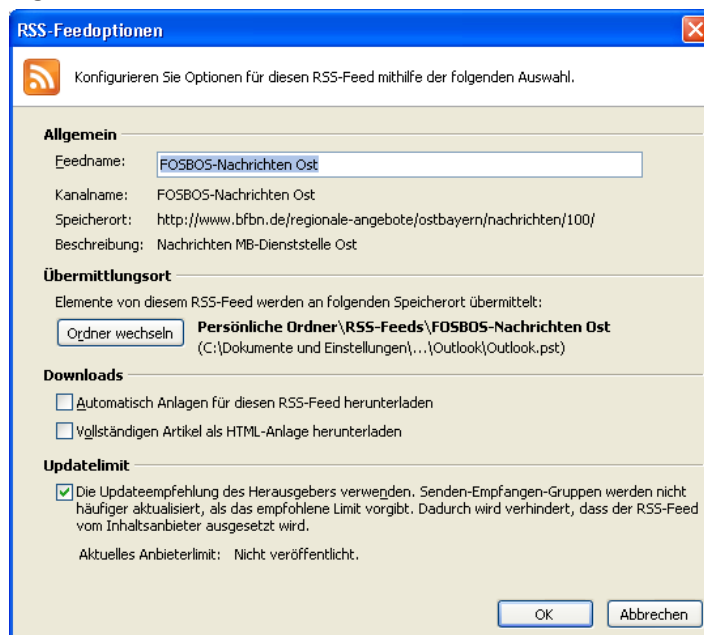 RSS-Feedoptionen
Konfigurieren Sie Optionen für diesen RSS-Feed mithilfe der folgenden Auswahl.
Allgemein
Feedname: FOSBOS-Nachrichten Ost
Kanalname: FOSBOS-Nachrichten Ost
Speicherort: http://www.bfbn.de/regionale-angebote/ostbayern/nachrichten/100/
Beschreibung: Nachrichten MB-Dienststelle Ost
Übermittlungsort
Elemente von diesem RSS-Feed werden an folgenden Speicherort übermittelt:
Ordner wechseln Persönliche Ordner\RSS-Feeds\FOSBOS-Nachrichten Ost
(C:\Dokumente und Einstellungen\...\Outlook\Outlook.pst)
Downloads
Automatisch Anlagen für diesen RSS-Feed herunterladen
Vollständigen Artikel als HTML-Anlage herunterladen
Updatelimit
Die Updateempfehlung des Herausgebers verwenden. Senden-Empfangen-Gruppen werden nicht
häufiger aktualisiert, als das empfohlene Limit vorgibt. Dadurch wird verhindert, dass der RSS-Feed
vom Inhaltsanbieter ausgesetzt wird.
Aktuelles Anbieterlimit: Nicht veröffentlicht.
OK Abbrechen